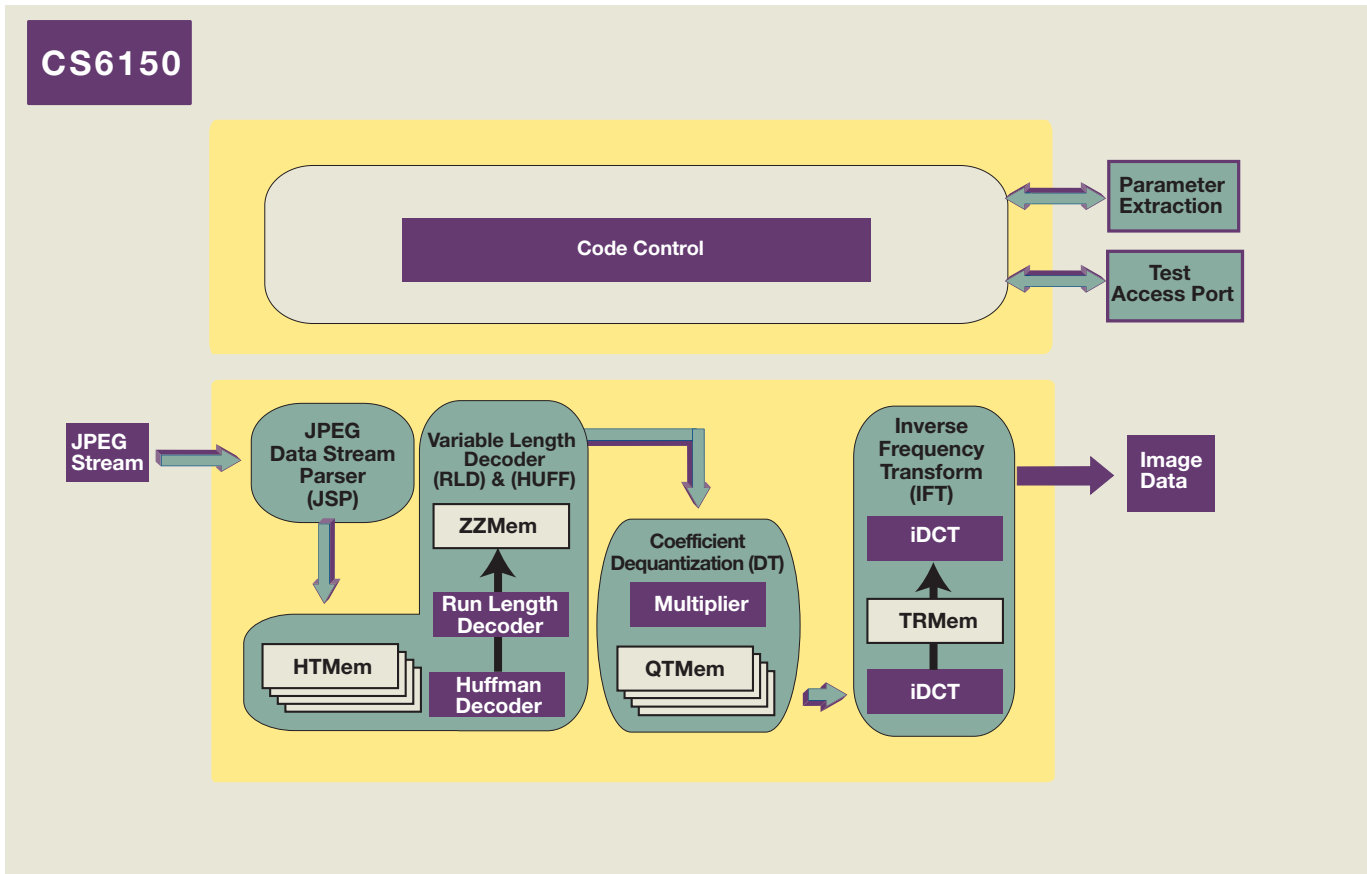 CS6150
Parameter
Extraction
Code Control
Test
Access Port
JPEG
Stream
JPEG
Data Stream
Parser
(JSP)
Variable Length
Decoder
(RLD) & (HUFF)
ZZMem
Run Length
Decoder
HTMem
Huffman
Decoder
Coefficient
Dequantization (DT)
Multiplier
QTMem
Inverse
Frequency
Transform
(IFT)
iDCT
TRMem
iDCT
Image
Data